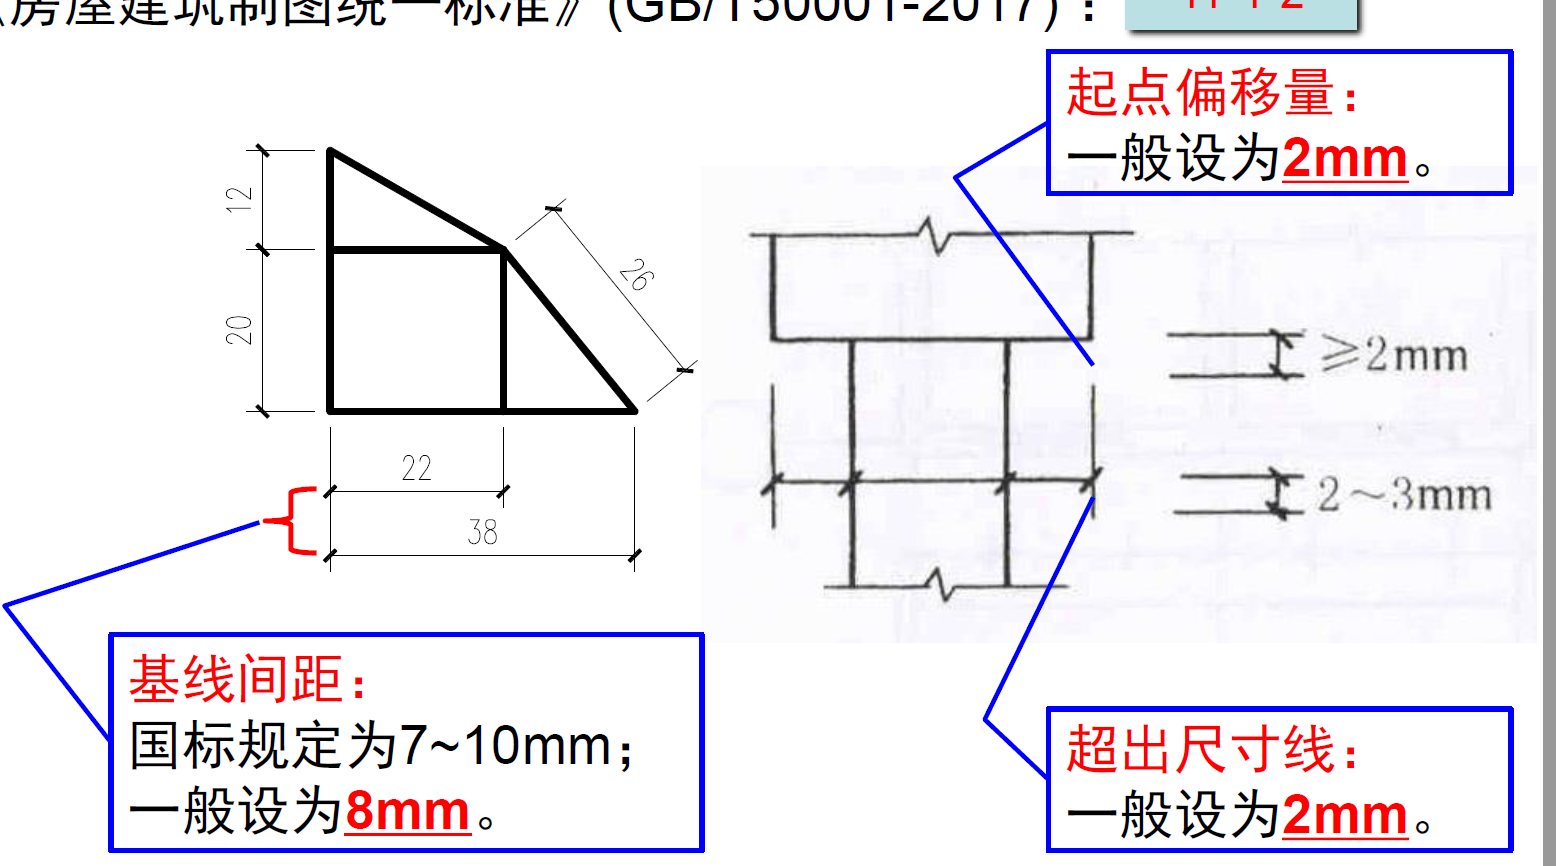 《房屋建筑制图统一标准》(GB/T50001-2017)：
起点偏移量：
一般设为2mm。
12
20
26
22
38
≥2mm
2～3mm
基线间距：
国标规定为7~10mm；
一般设为8mm。
超出尺寸线：
一般设为2mm。